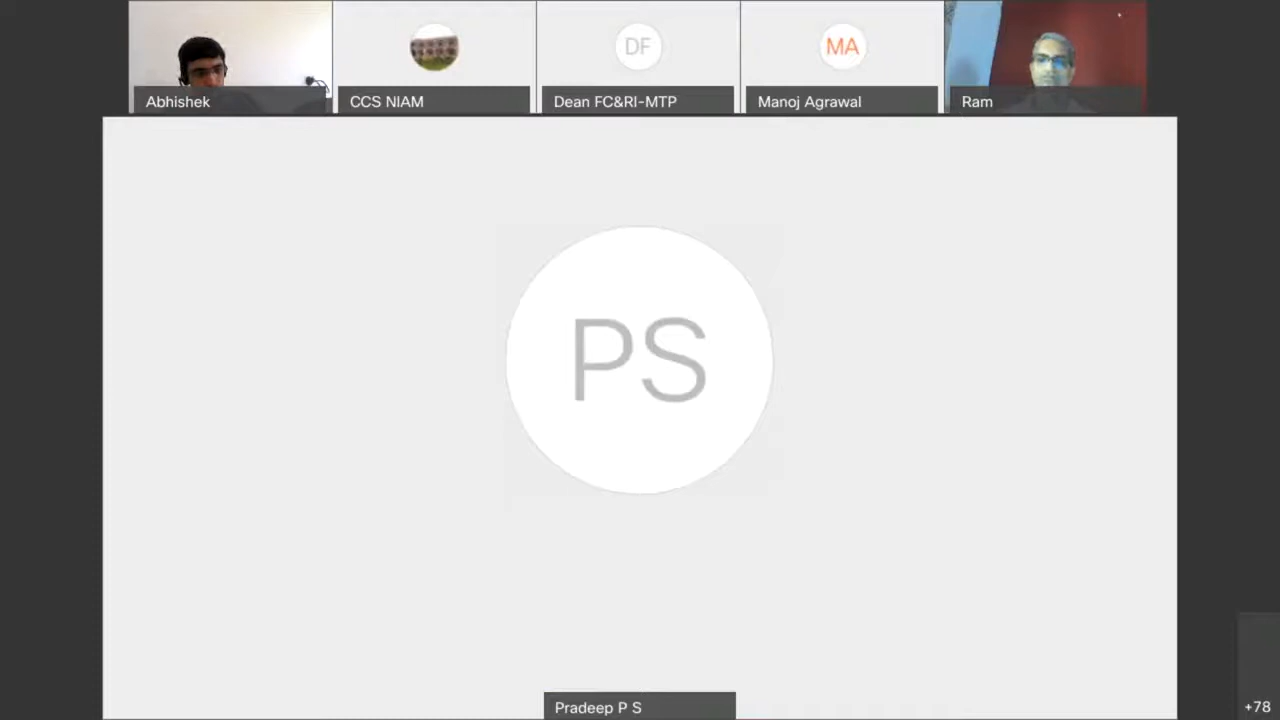 DF
MA
Abhishek
CCS NIAM
Dean FC&RI-MTP
Manoj Agrawal
Ram
PS
Pradeep P S
+78